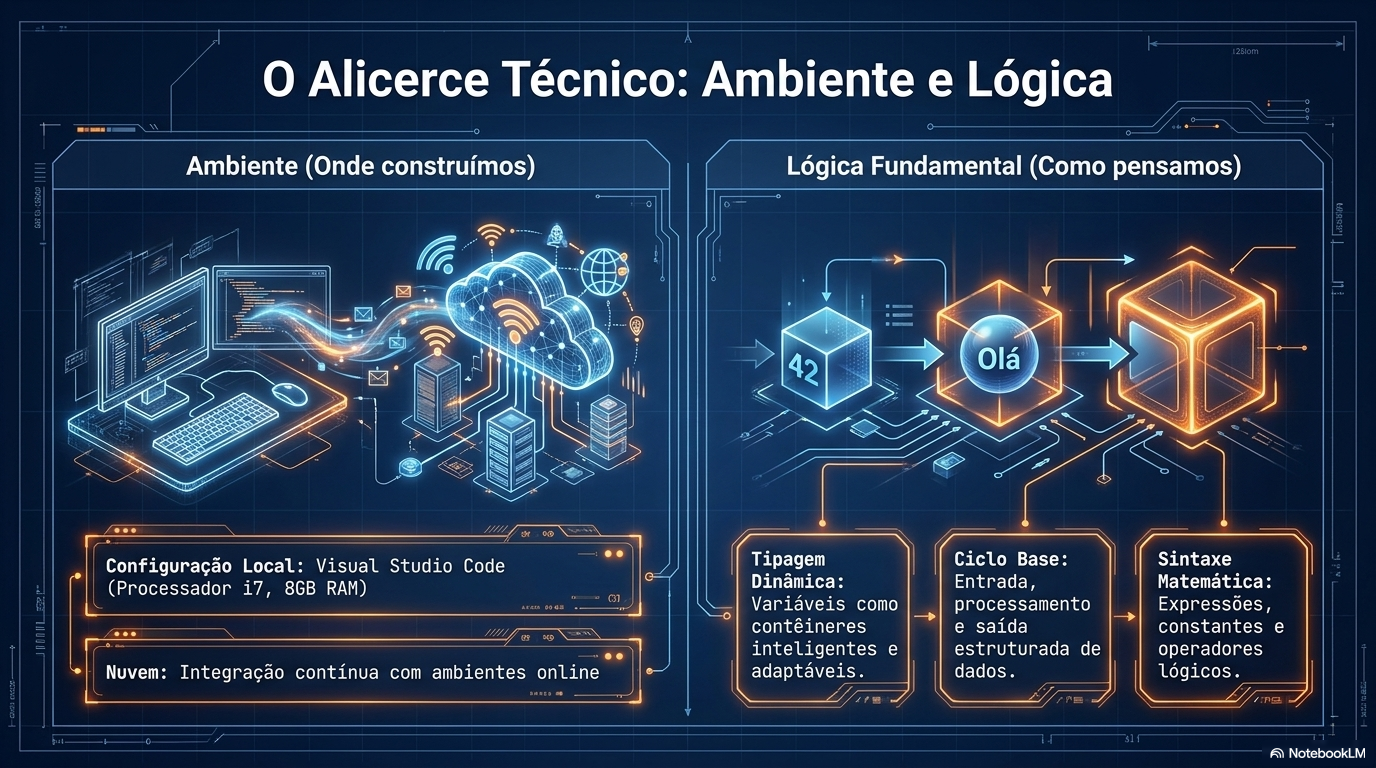 O Alicerce Técnico: Ambiente e Lógica
Ambiente (Onde construímos)
Configuração Local: Visual Studio Code
(Processador i7, 8GB RAM)
Nuvem: Integração contínua com ambientes online
Lógica Fundamental (Como pensamos)
42
Olá
Tipagem
Dinâmica:
Variáveis como
contêineres
inteligentes e
adaptáveis.
Ciclo Base:
Entrada,
processamento
e saída
estruturada de
dados.
Sintaxe
Matemática:
Expressões,
constantes e
operadores
lógicos.
NotebookLM